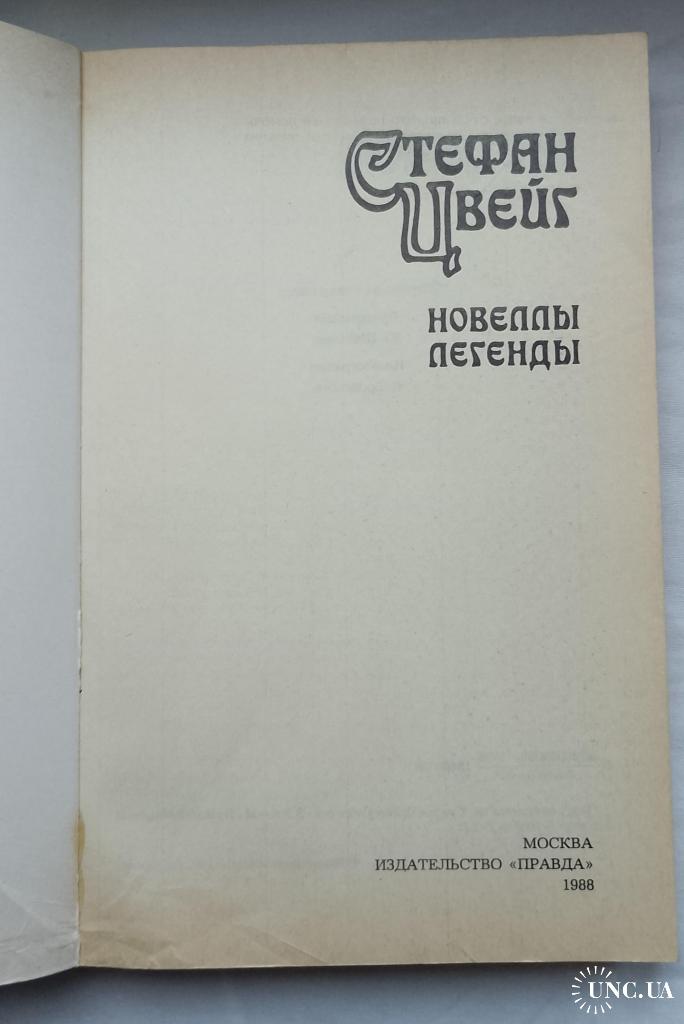 СТЕФАН
ЦВЕЙГ
НОВЕЛЛЫ
ЛЕГЕНДЫ
МОСКВА
ИЗДАТЕЛЬСТВО «ПРАВДА»
1988
UNC.UA